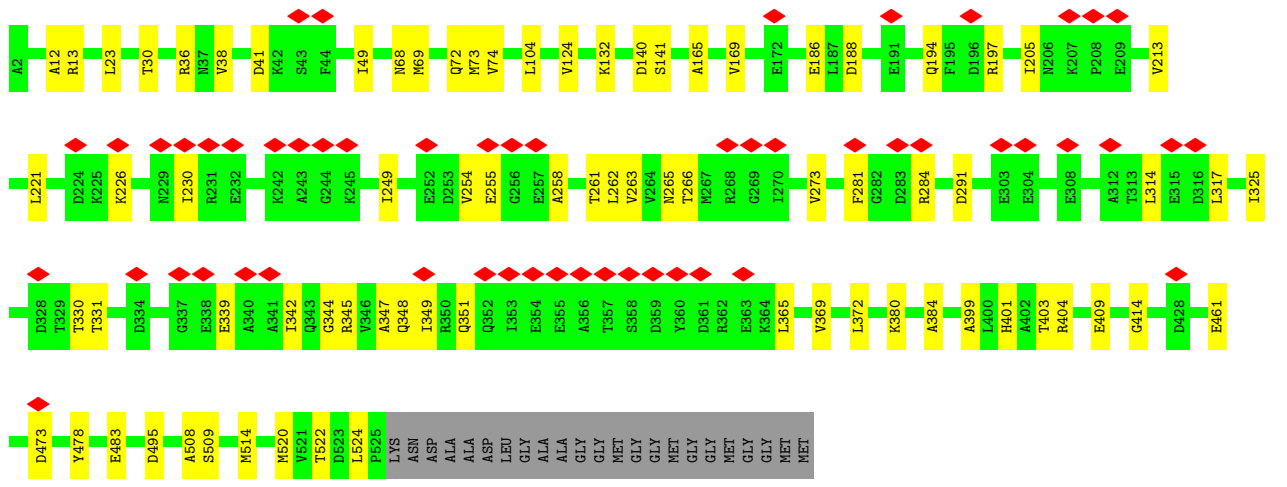 A2 A12 R13 L23 T30 R36 N37 V38 D41 K42 S43 F44 I49 N68 M69 Q72 M73 V74 L104 V124 K132 D140 S141 A165 V169 E172 E186 L187 D188 E191 Q194 F195 D196 R197 I205 N206 K207 P208 E209 V213
L221 D224 K225 K226 N229 I230 R231 E232 K242 A243 G244 K245 I249 E252 D253 V254 E255 G256 E257 A258 T261 L262 V263 V264 N265 T266 M267 R268 G269 I270 V273 F281 G282 D283 R284 D291 E303 E304 E308 A312 T313 L314 E315 D316 L317 I325
D328 T329 T330 T331 D334 G337 E338 E339 A340 A341 I342 Q343 G344 R345 V346 A347 Q348 I349 R350 Q351 Q352 I353 E354 E355 A356 T357 S358 D359 Y360 D361 R362 E363 K364 L365 V369 L372 K380 A384 A399 L400 H401 A402 T403 R404 E409 G414 D428 E461
D473 Y478 E483 D495 A508 S509 M514 M520 V521 T522 D523 L524 P525 LYS ASN ASP ALA ALA ASP LEU GLY ALA ALA GLY GLY MET GLY GLY MET GLY GLY MET GLY GLY MET MET